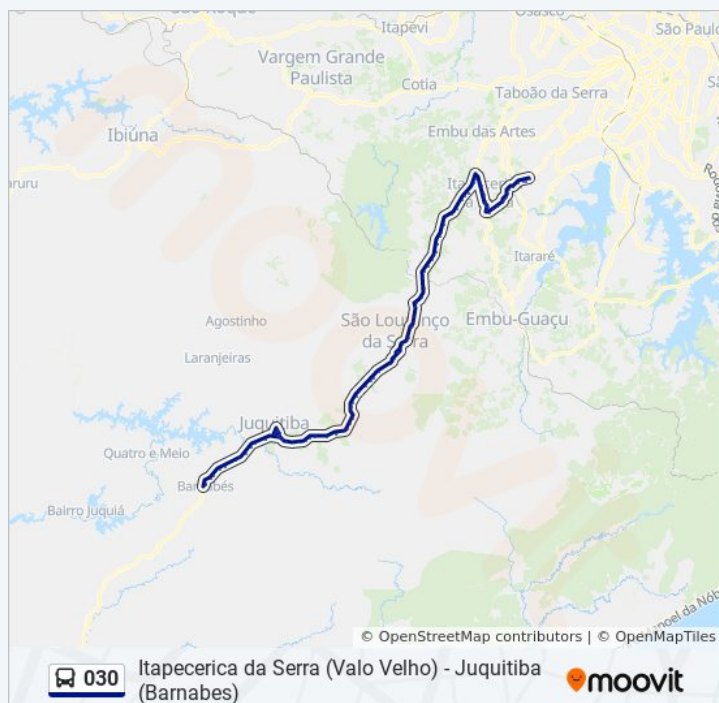 Osasco
São Paulo
Itapevi
Vargem Grande
Paulista
Cotia
Taboão da Serra
Ibiúna
Embu das Artes
Itararé
Agostinho
São Lourenço
da Serra
Embu-Guaçu
Laranjeiras
Juquitiba
Quatro e Meio
Bairro Juquiá
© OpenStreetMap contributors | © OpenMapTiles
030
Itapecerica da Serra (Valo Velho) - Juquitiba
(Barnabes)
moovit